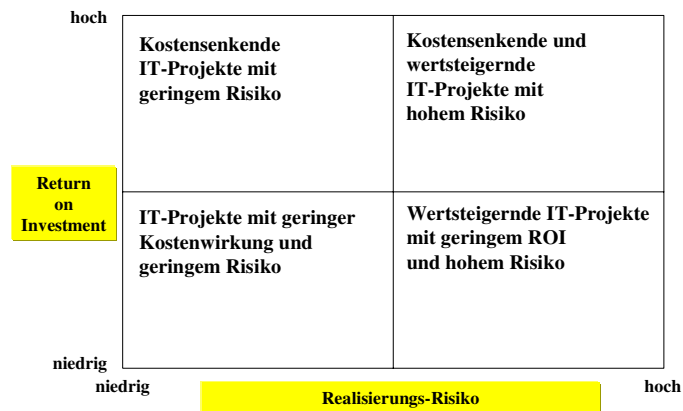 hoch
Kostensenkende
IT-Projekte mit
geringem Risiko
Kostensenkende und
wertsteigernde
IT-Projekte mit
hohem Risiko
Return
on
Investment
IT-Projekte mit geringer
Kostenwirkung und
geringem Risiko
Wertsteigernde IT-Projekte
mit geringem ROI
und hohem Risiko
niedrig
niedrig
Realisierungs-Risiko
hoch